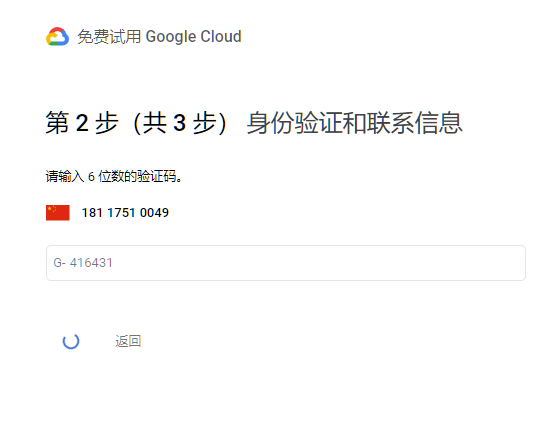 免费试用 Google Cloud
第 2 步（共 3 步） 身份验证和联系信息
请输入 6 位数的验证码。
181 1751 0049
G- 416431
返回